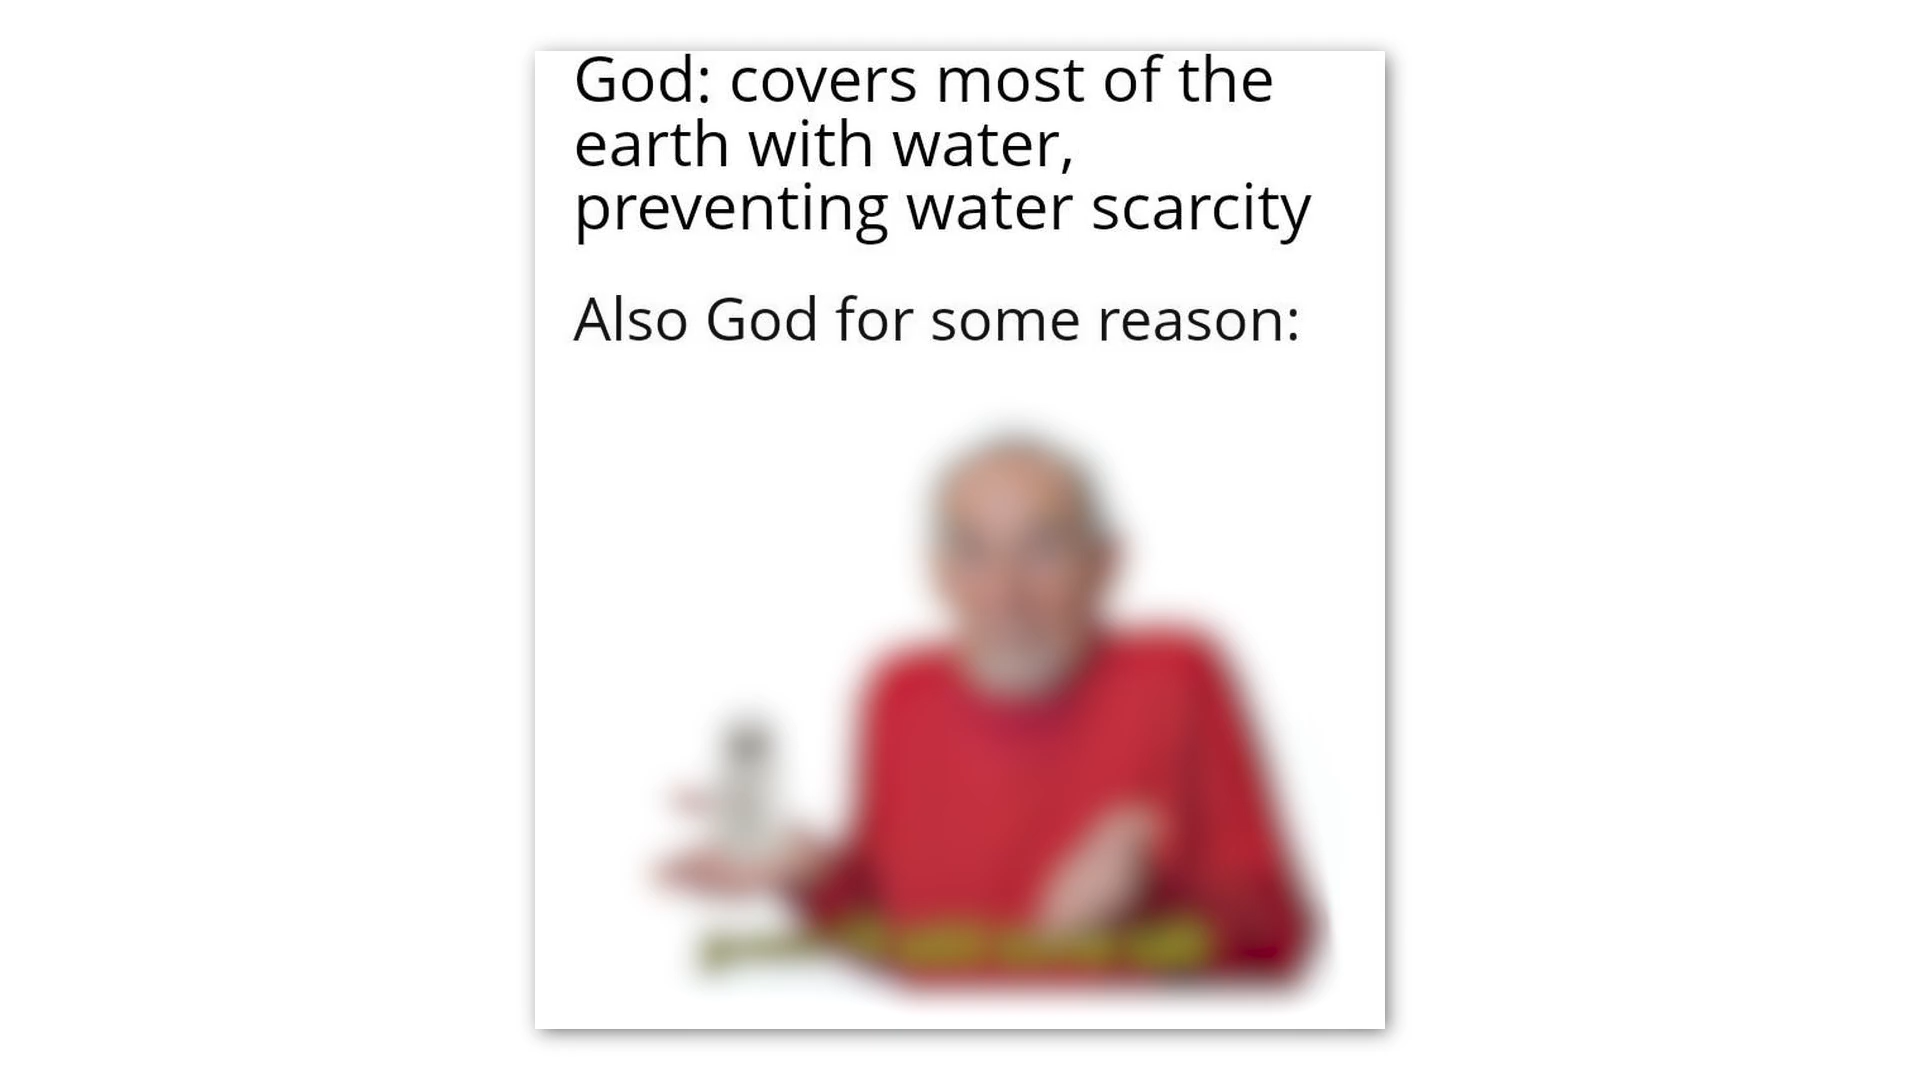 God: covers most of the
earth with water,
preventing water scarcity
Also God for some reason: